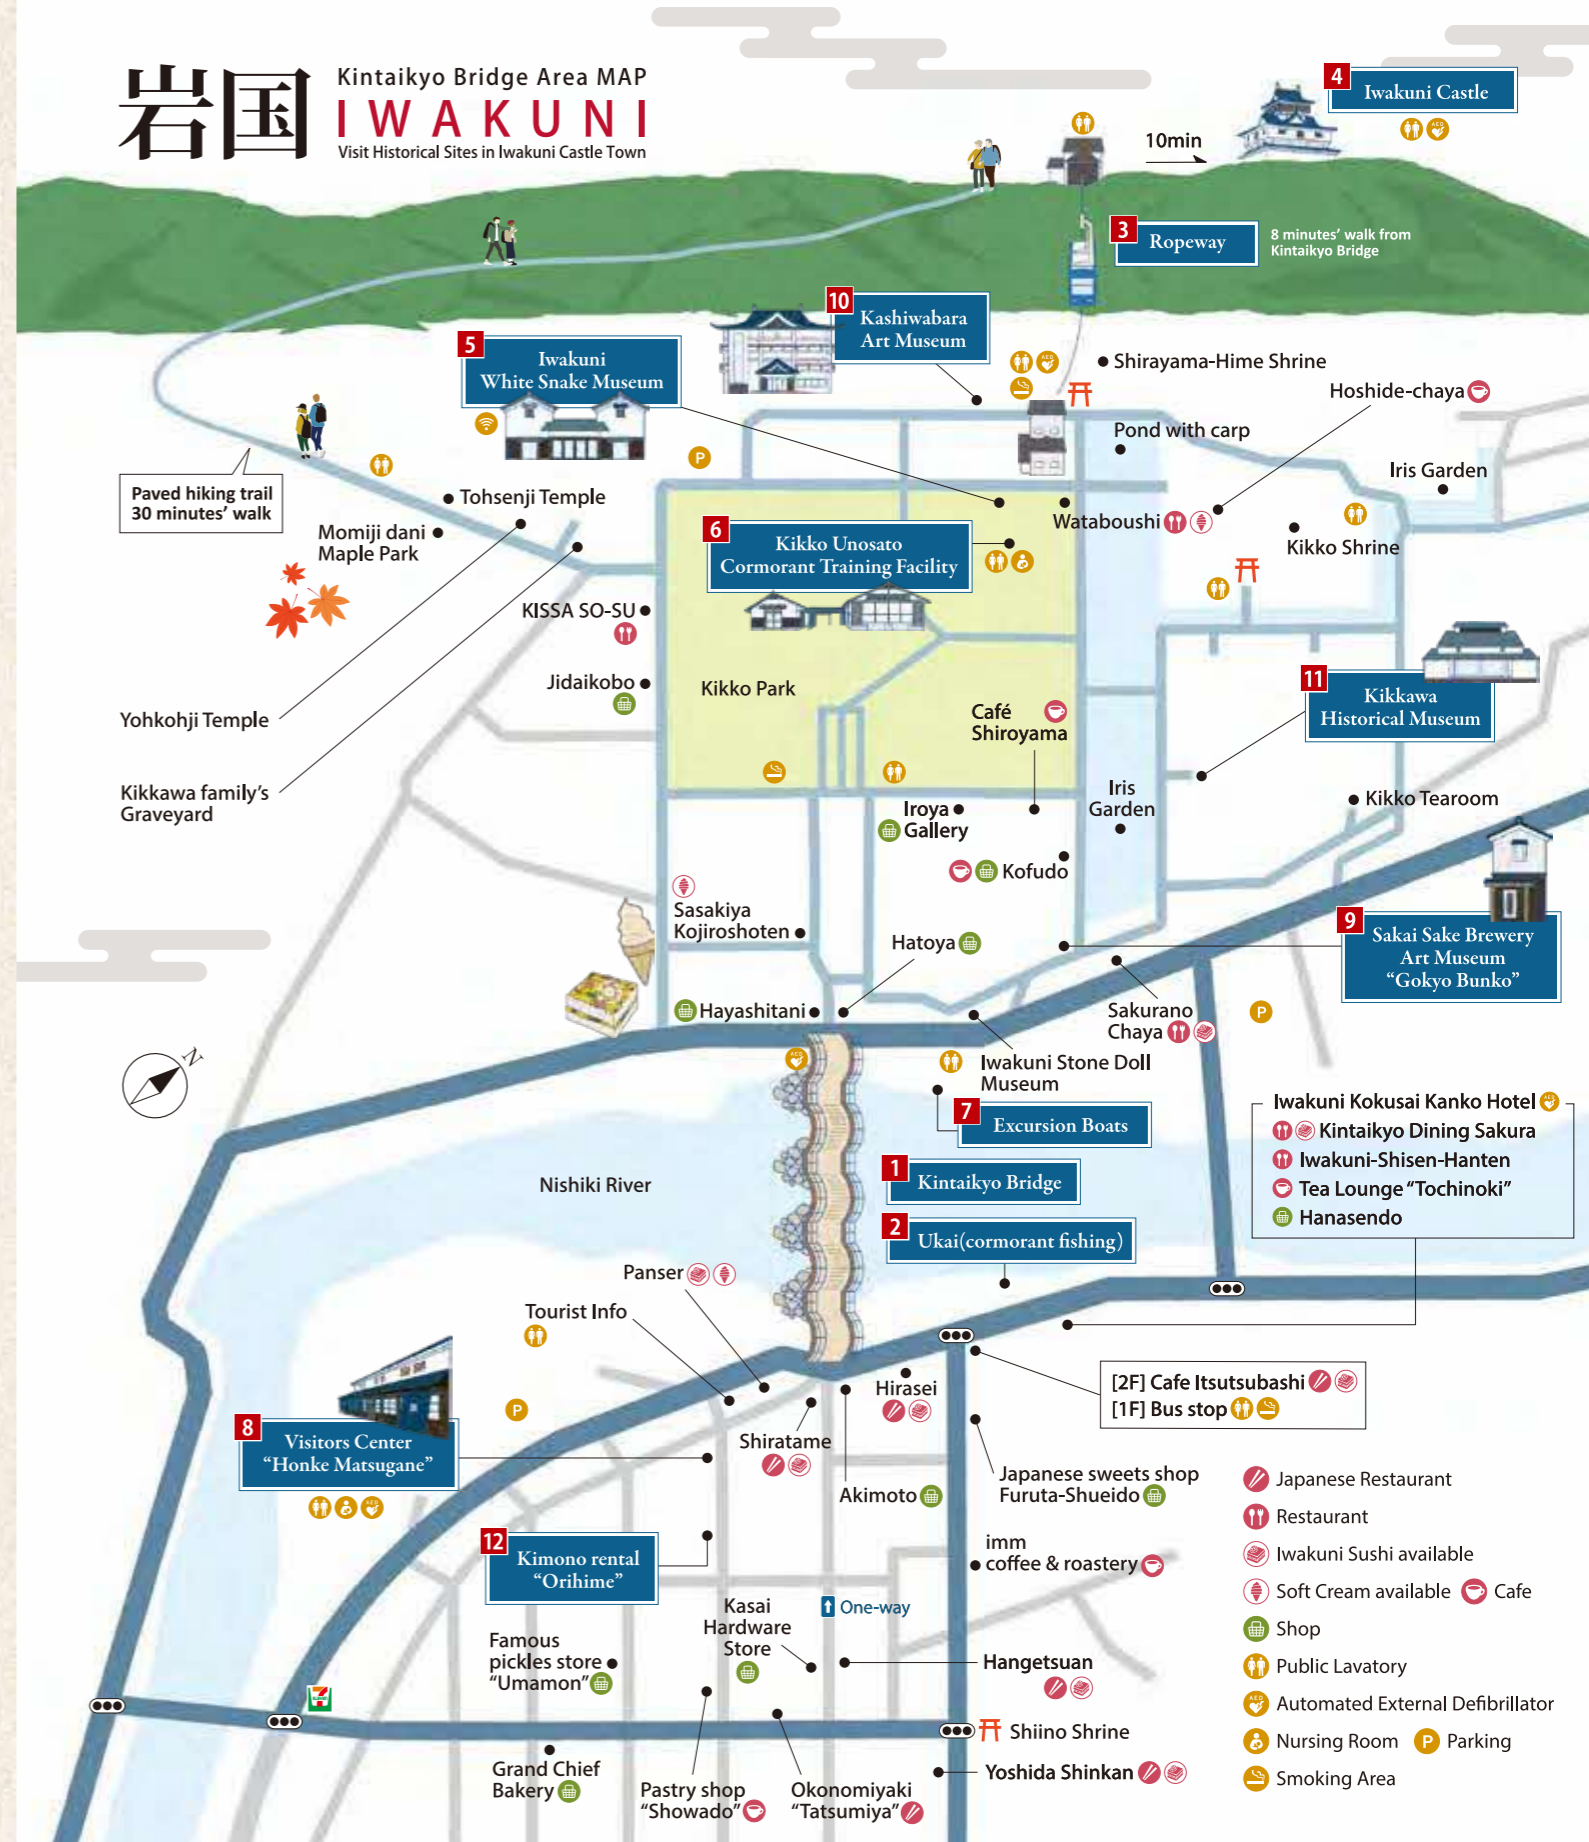 岩国
Kintaikyo Bridge Area MAP
IWAKUNI
Visit Historical Sites in Iwakuni Castle Town
4
Iwakuni Castle
AED
10min
3
Ropeway
8 minutes' walk from
Kintaikyo Bridge
10
Kashiwabara
Art Museum
5
Iwakuni
White Snake Museum
AED
Shirayama-Hime Shrine
Hoshide-chaya
Pond with carp
P
Iris Garden
Paved hiking trail
30 minutes' walk
Tohsenji Temple
Momiji dani
Maple Park
Wataboushi
Kikko Shrine
6
Kikko Unosato
Cormorant Training Facility
KISSA SO-SU
Jidaikobo
Kikko Park
Yohkohji Temple
Kikkawa family's
Graveyard
Café
Shiroyama
11
Kikkawa
Historical Museum
Iris
Garden
Kikko Tearoom
Iroya
Gallery
Kofudo
Sasakiya
Kojiroshoten
Hatoya
9
Sakai Sake Brewery
Art Museum
“Gokyo Bunko”
Hayashitani
Sakurano
Chaya
P
N
AED
Iwakuni Stone Doll
Museum
7
Excursion Boats
Iwakuni Kokusai Kanko Hotel
AED
Kintaikyo Dining Sakura
Iwakuni-Shisen-Hanten
Tea Lounge “Tochinoki”
Hanasendo
1
Kintaikyo Bridge
Nishiki River
2
Ukai(cormorant fishing)
Panser
Tourist Info
P
[2F] Cafe Itsutsubashi
[1F] Bus stop
Hirasei
8
Visitors Center
“Honke Matsugane”
AED
Shiratame
Akimoto
Japanese sweets shop
Furuta-Shueido
12
Kimono rental
“Orihime”
imm
coffee & roastery
One-way
Kasai
Hardware
Store
Famous
pickles store
“Umamon”
Hangetsuan
7
Shiino Shrine
Grand Chief
Bakery
Pastry shop
“Showado”
Okonomiyaki
“Tatsumiya”
Yoshida Shinkan
Japanese Restaurant
Restaurant
Iwakuni Sushi available
Soft Cream available
Cafe
Shop
Public Lavatory
AED
Automated External Defibrillator
Nursing Room
P
Parking
Smoking Area